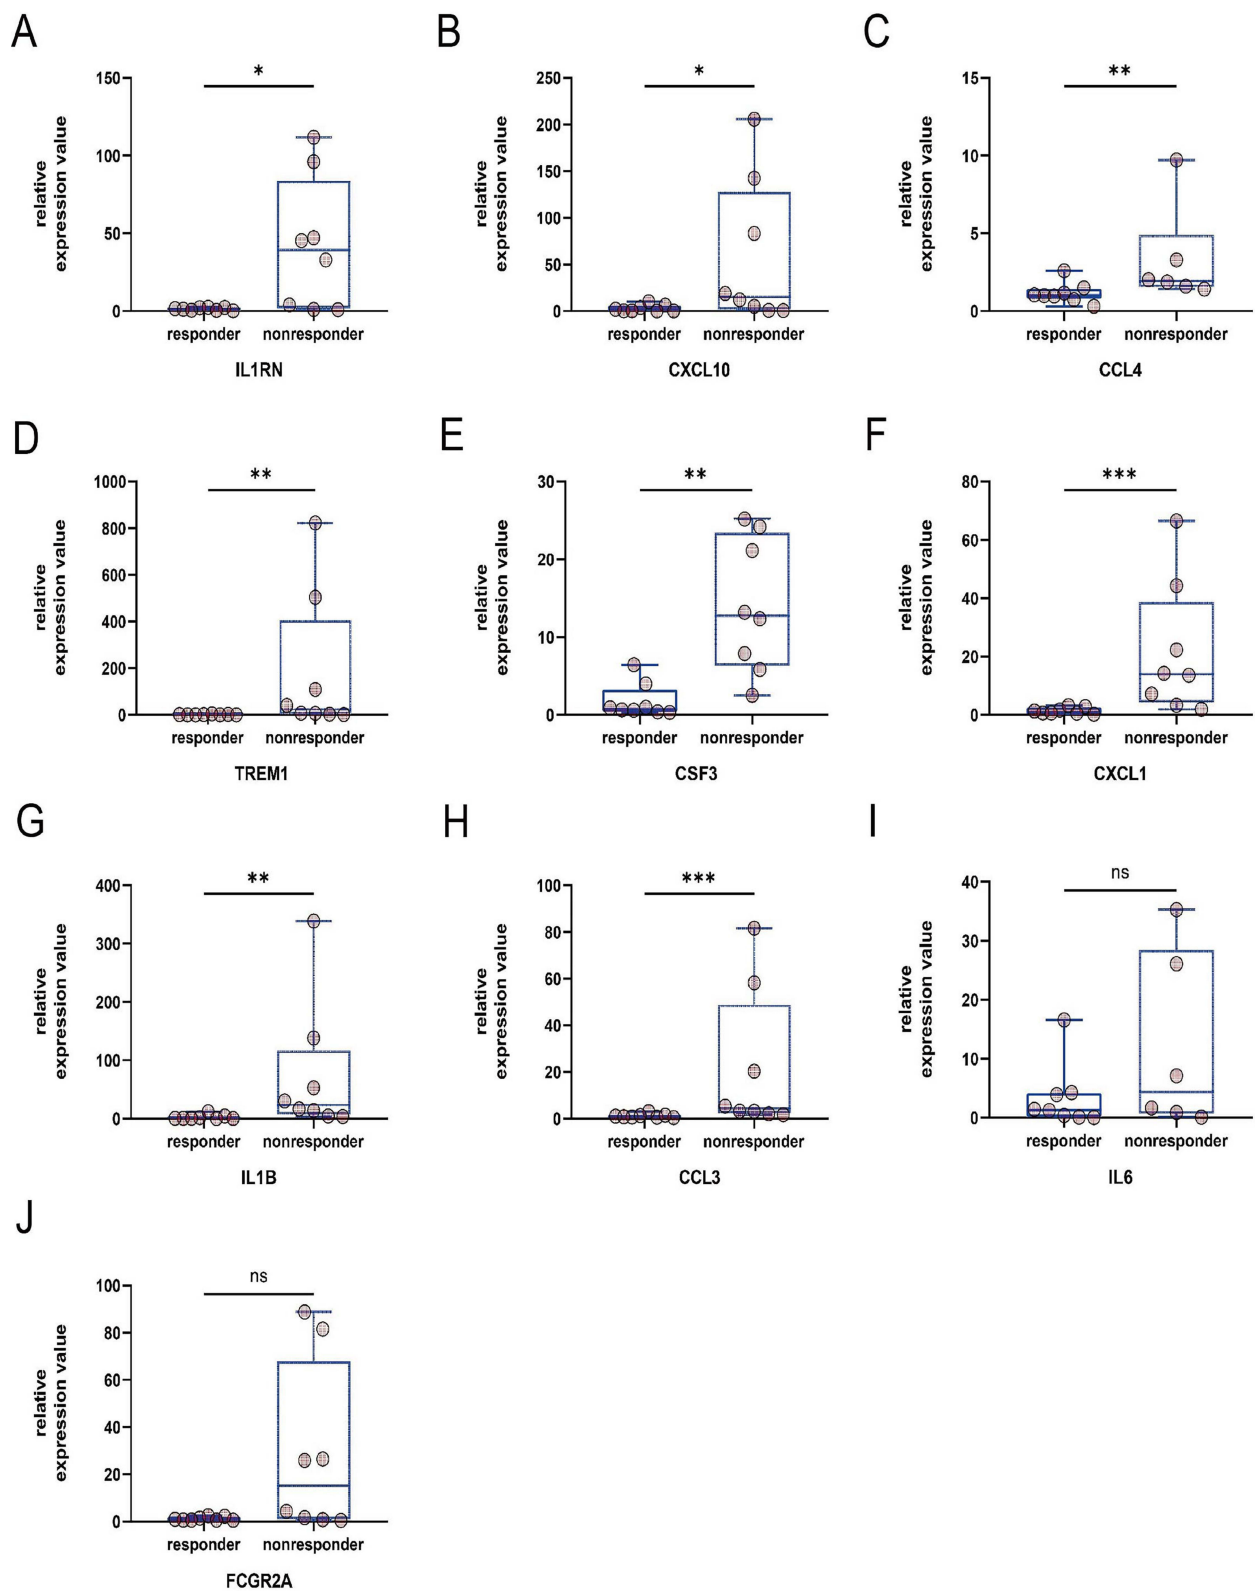 A
*
150
100
50
0
relative
expression value
responder
nonresponder
IL1RN
B
*
250
200
150
100
50
0
relative
expression value
responder
nonresponder
CXCL10
C
**
15
10
5
0
relative
expression value
responder
nonresponder
CCL4
D
**
1000
800
600
400
200
0
relative
expression value
responder
nonresponder
TREM1
E
**
30
20
10
0
relative
expression value
responder
nonresponder
CSF3
F
***
80
60
40
20
0
relative
expression value
responder
nonresponder
CXCL1
G
**
400
300
200
100
0
relative
expression value
responder
nonresponder
IL1B
H
***
100
80
60
40
20
0
relative
expression value
responder
nonresponder
CCL3
I
ns
40
30
20
10
0
relative
expression value
responder
nonresponder
IL6
J
ns
100
80
60
40
20
0
relative
expression value
responder
nonresponder
FCGR2A